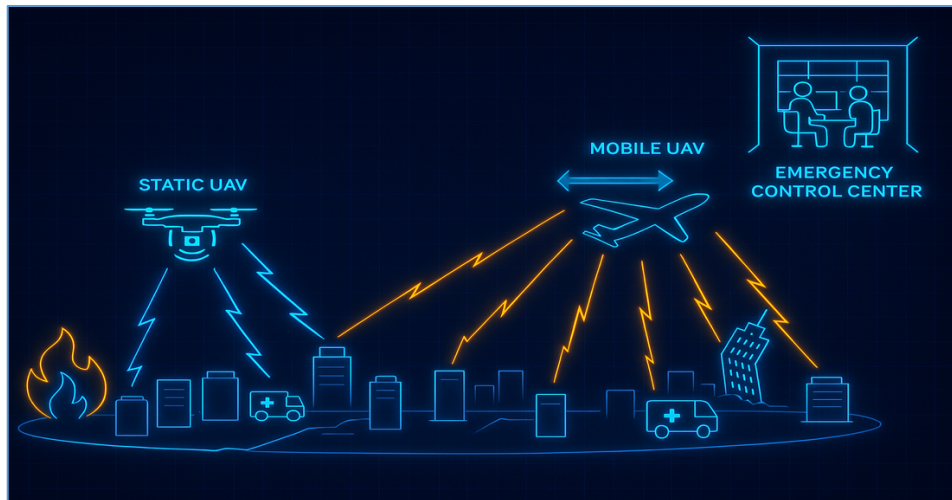 STATIC UAV
MOBILE UAV
EMERGENCY
CONTROL CENTER